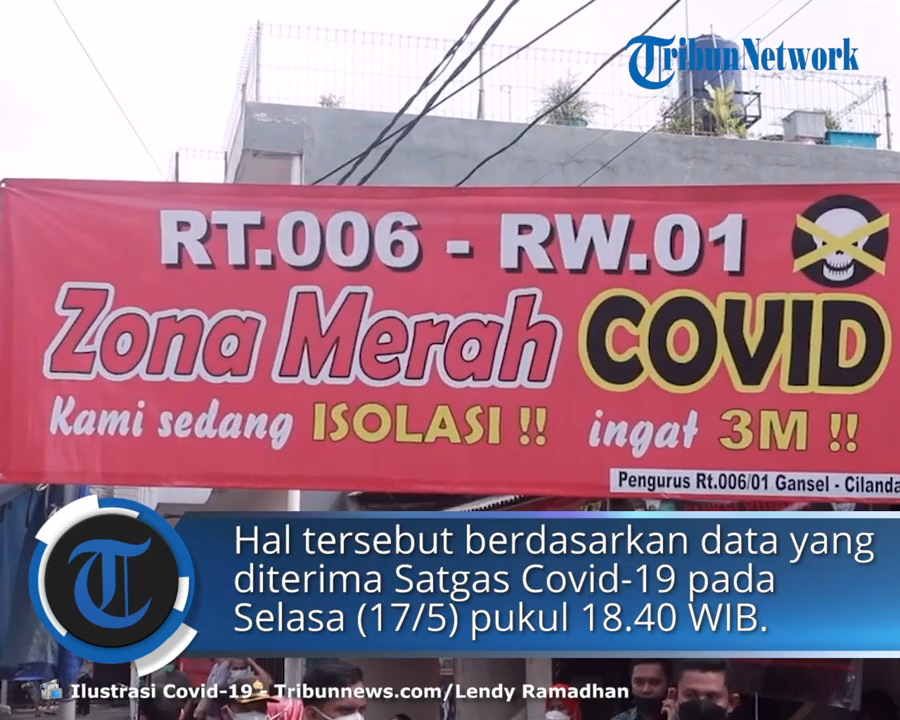 Tribun Network
RT.006 - RW.01
Zona Merah COVID
Kami sedang ISOLASI !! ingat 3M !!
Pengurus Rt.006/01 Gansel - Cilanda
Hal tersebut berdasarkan data yang
diterima Satgas Covid-19 pada
Selasa (17/5) pukul 18.40 WIB.
T
Ilustrasi Covid-19 - Tribunnews.com/Lendy Ramadhan